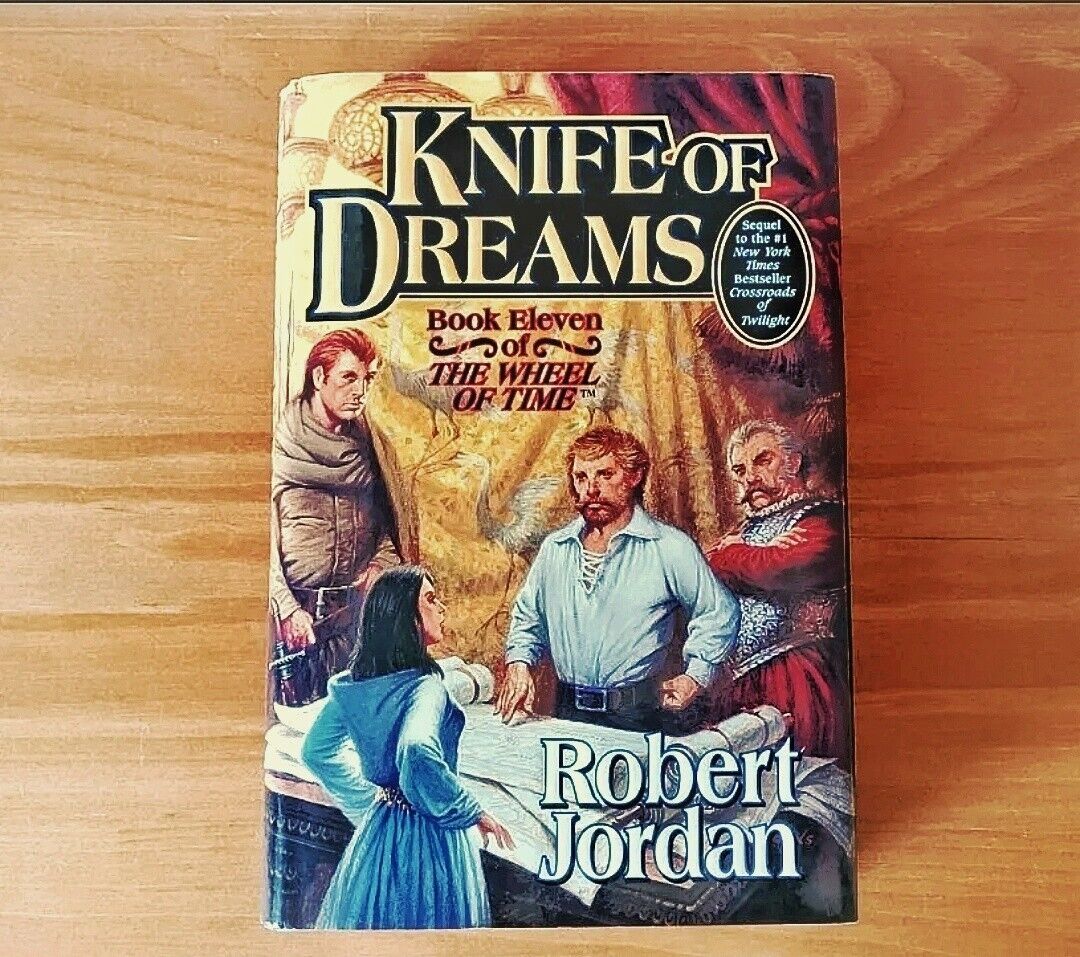 KNIFE OF
DREAMS
Sequel
to the #1
New York
Times
Bestseller
Crossroads
of
Twilight
Book Eleven
of
THE WHEEL
OF TIME™
Robert
Jordan